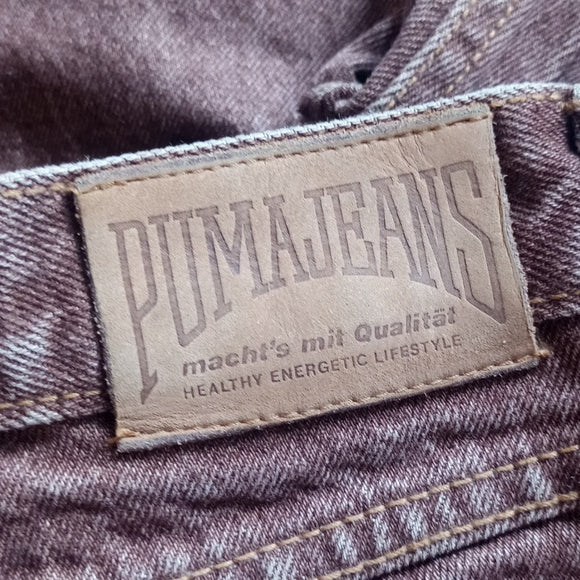 PUMAJEANS
macht's mit Qualität
HEALTHY ENERGETIC LIFESTYLE